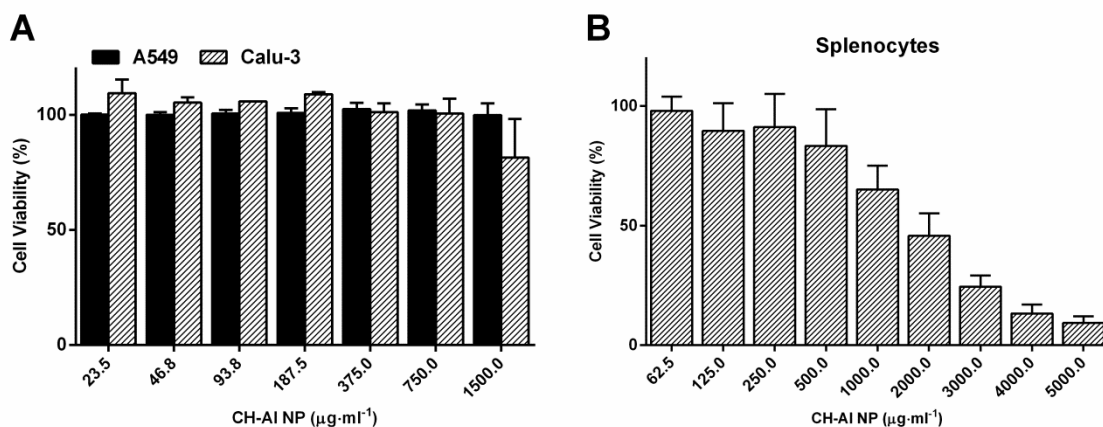 A
A549 Calu-3
Cell Viability (%)
100
50
0
23.5 46.8 93.8 187.5 375.0 750.0 1500.0
CH-Al NP (μg·ml⁻¹)
B
Splenocytes
Cell Viability (%)
100
50
0
62.5 125.0 250.0 500.0 1000.0 2000.0 3000.0 4000.0 5000.0
CH-Al NP (μg·ml⁻¹)